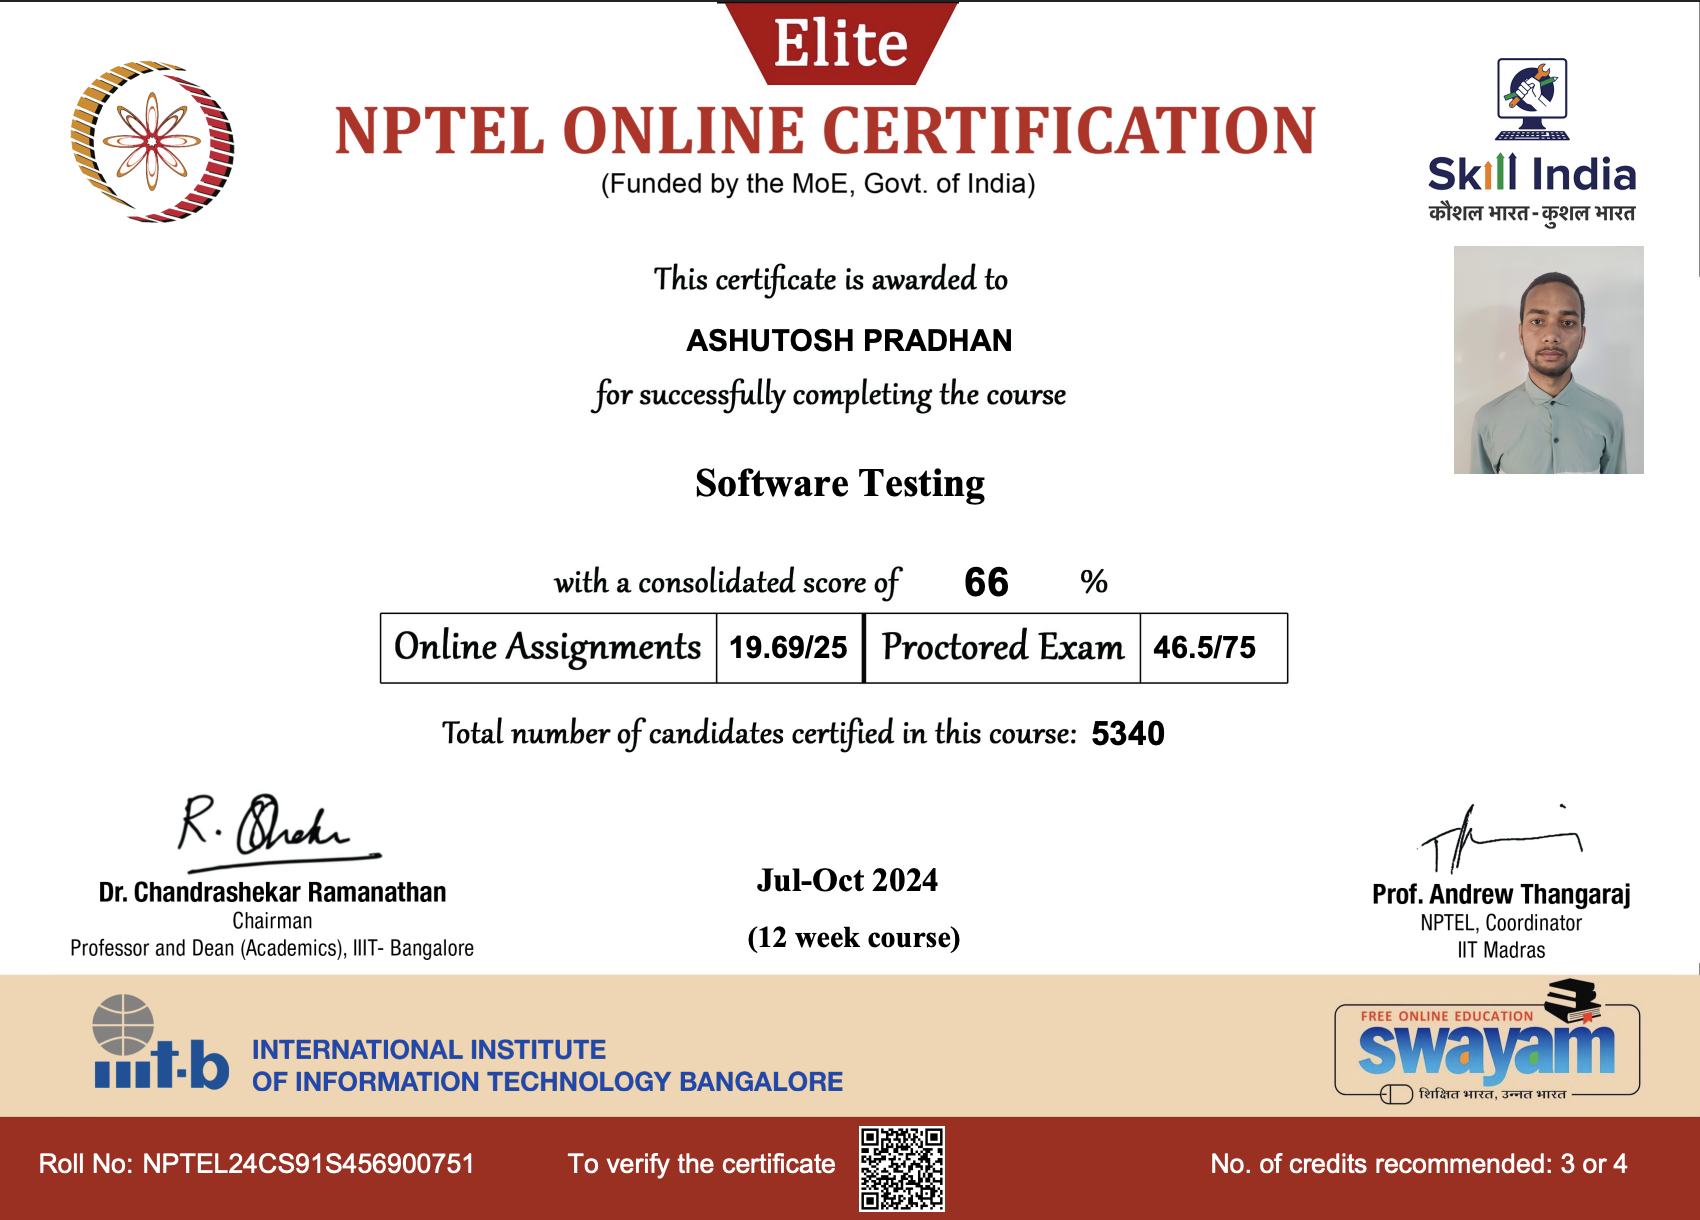 Elite
NPTEL ONLINE CERTIFICATION
(Funded by the MoE, Govt. of India)
Skill India
कौशल भारत - कुशल भारत
This certificate is awarded to
ASHUTOSH PRADHAN
for successfully completing the course
Software Testing
with a consolidated score of 66 %
Online Assignments 19.69/25 Proctored Exam 46.5/75
Total number of candidates certified in this course: 5340
Dr. Chandrashekar Ramanathan
Chairman
Professor and Dean (Academics), IIIT- Bangalore
Jul-Oct 2024
(12 week course)
Prof. Andrew Thangaraj
NPTEL, Coordinator
IIT Madras
iiit-b
INTERNATIONAL INSTITUTE
OF INFORMATION TECHNOLOGY BANGALORE
FREE ONLINE EDUCATION
swayam
शिक्षित भारत, उन्नत भारत
Roll No: NPTEL24CS91S456900751
To verify the certificate
No. of credits recommended: 3 or 4